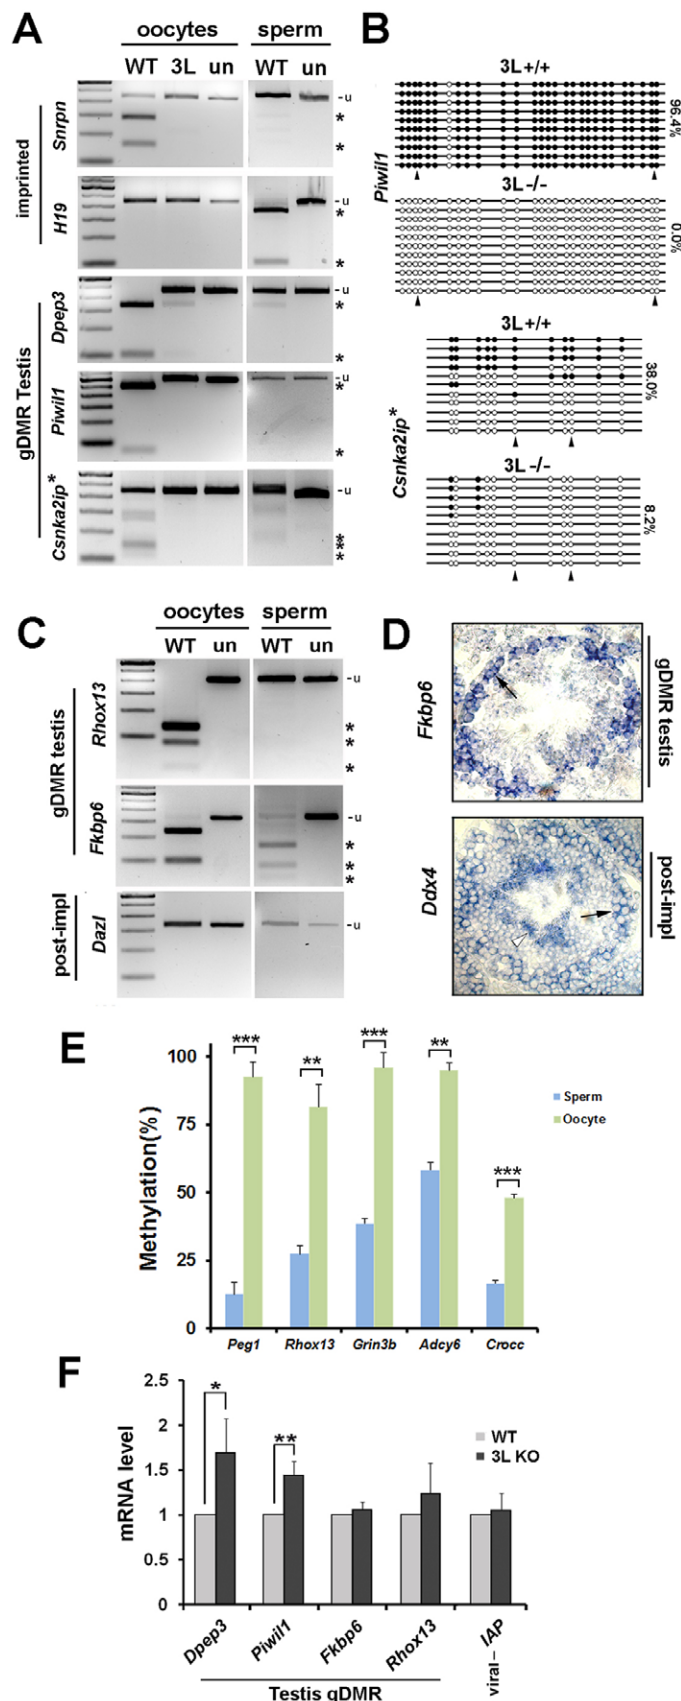 A
oocytes sperm
WT 3L un WT un
imprinted
Snrpn
-u
*
*
H19
-u
*
*
gDMR Testis
Dpep3
-u
*
*
Piwil1
-u
*
*
Csnka2ip*
-u
*
*
*
B
3L +/+
Piwil1
96.4%
3L -/-
0.0%
3L +/+
Csnka2ip*
38.0%
3L -/-
8.2%
C
oocytes sperm
WT un WT un
gDMR testis
Rhox13
-u
*
*
*
Fkbp6
-u
*
*
*
post-impl
Dazl
-u
D
Fkbp6
gDMR testis
Ddx4
post-impl
E
Methylation(%)
100
75
50
25
0
*** ** *** ** ***
Sperm
Oocyte
Peg1 Rhox13 Grin3b Adcy6 Crocc
F
mRNA level
2.5
2
1.5
1
0.5
0
* **
WT
3L KO
Dpep3 Piwil1 Fkbp6 Rhox13 viral- IAP
Testis gDMR